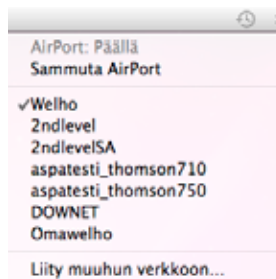 AirPort: Päällä
Sammuta AirPort
✓Welho
2ndlevel
2ndlevelSA
aspatesti_thomson710
aspatesti_thomson750
DOWNET
Omawelho
Liity muuhun verkkoon...